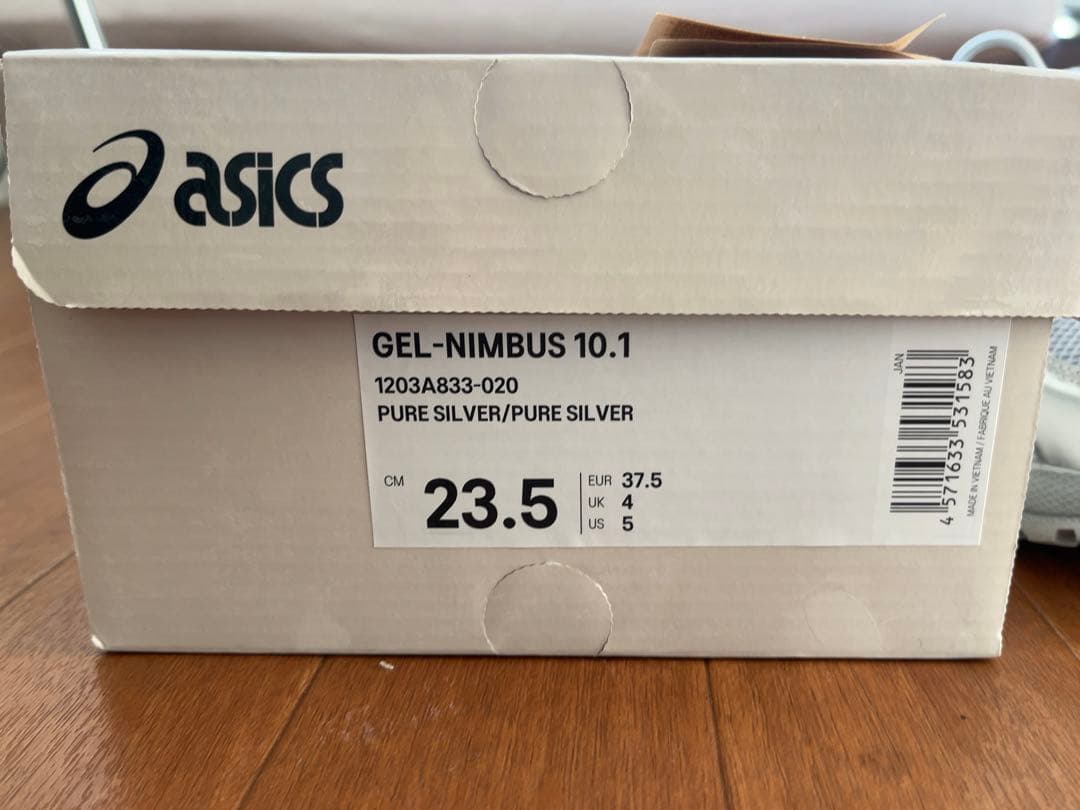 asics
GEL-NIMBUS 10.1
1203A833-020
PURE SILVER/PURE SILVER
CM 23.5
EUR 37.5
UK 4
US 5
JAN
4 571633 531583
MADE IN VIETNAM / FABRIQUE AU VIETNAM